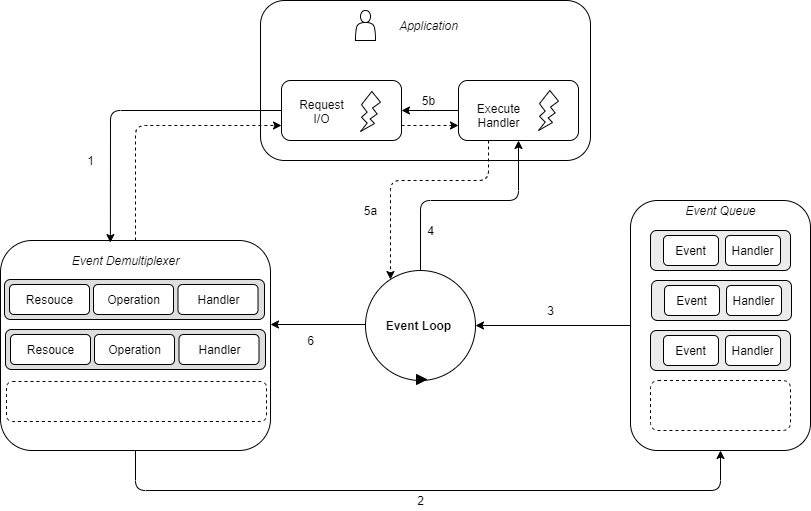 Application
Request
I/O
5b
Execute
Handler
1
5a
4
Event Demultiplexer
Resouce
Operation
Handler
Resouce
Operation
Handler
6
Event Loop
3
Event Queue
Event
Handler
Event
Handler
Event
Handler
2